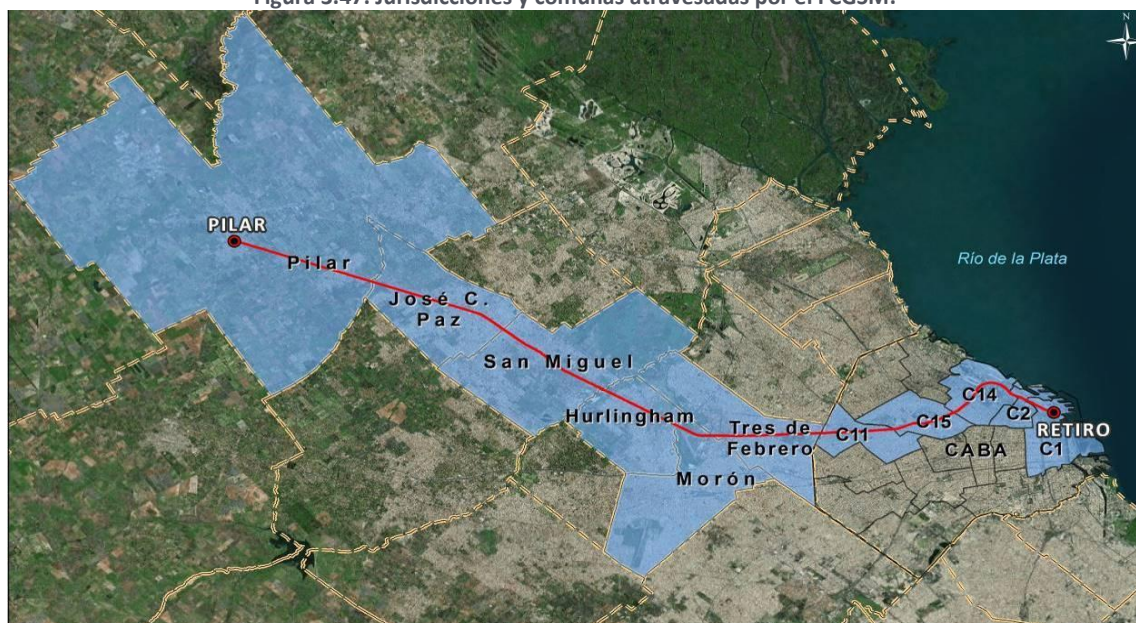 Figura 3.47. Jurisdicciones y comunas atravesadas por el FCGSM.
N
PILAR
Pilar
Río de la Plata
José C.
Paz
San Miguel
Hurlingham
Tres de
Febrero
Morón
C11
C15
C14
C2
RETIRO
CABA
C1